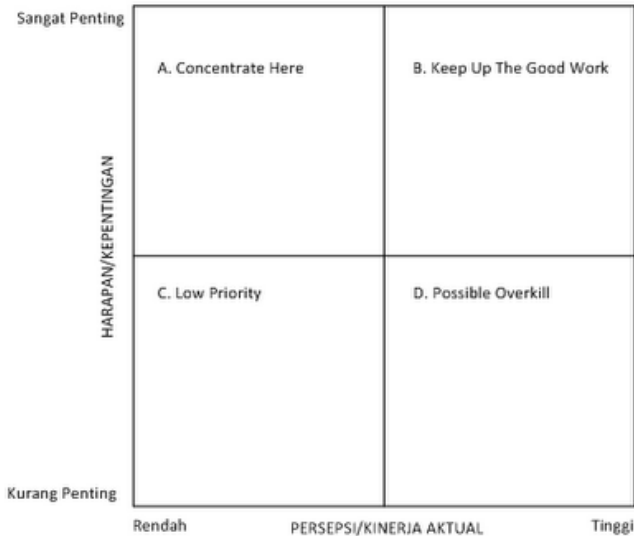 Sangat Penting
A. Concentrate Here
B. Keep Up The Good Work
HARAPAN/KEPENTINGAN
C. Low Priority
D. Possible Overkill
Kurang Penting
Rendah
PERSEPSI/KINERJA AKTUAL
Tinggi